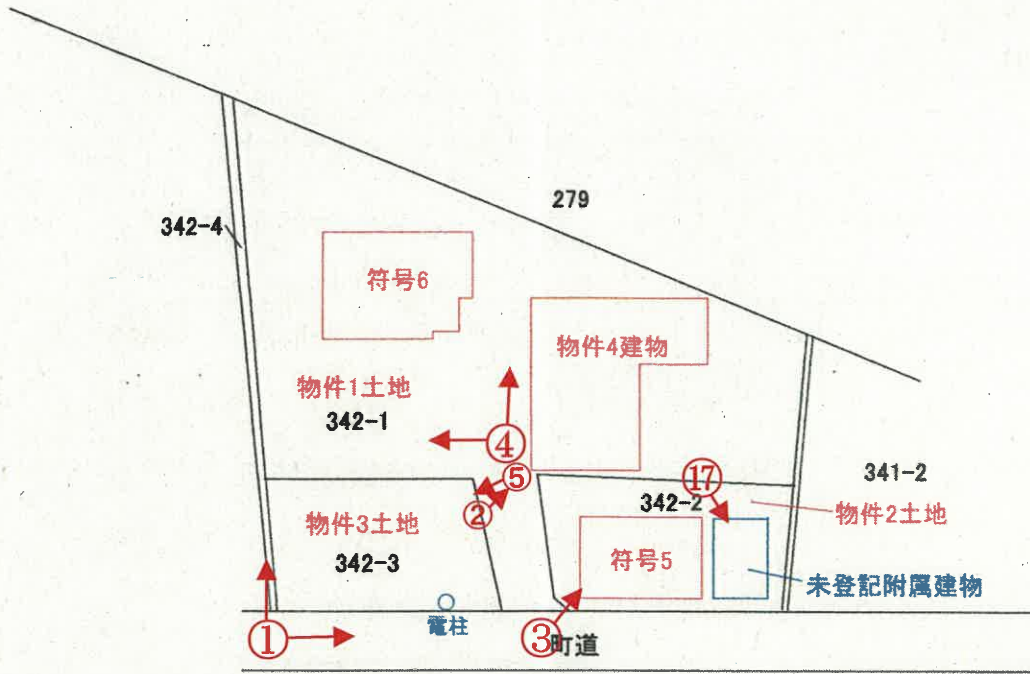 279
342-4
符号6
物件4建物
物件1土地
342-1
④
⑤
⑰
341-2
②
342-2
物件2土地
物件3土地
342-3
符号5
未登記附属建物
電柱
①
③
町道